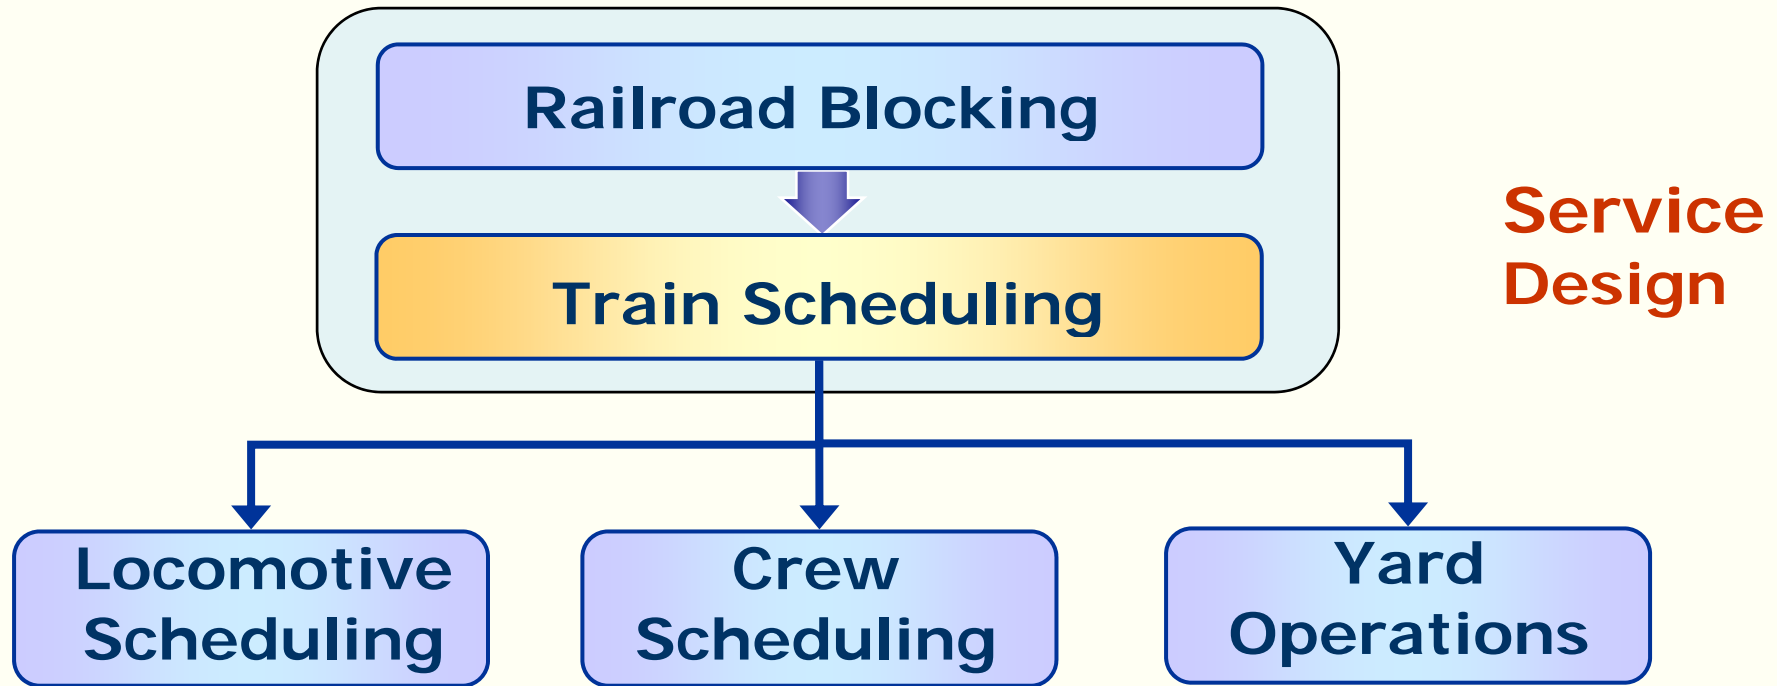 Railroad Blocking
Train Scheduling
Service
Design
Locomotive
Scheduling
Crew
Scheduling
Yard
Operations